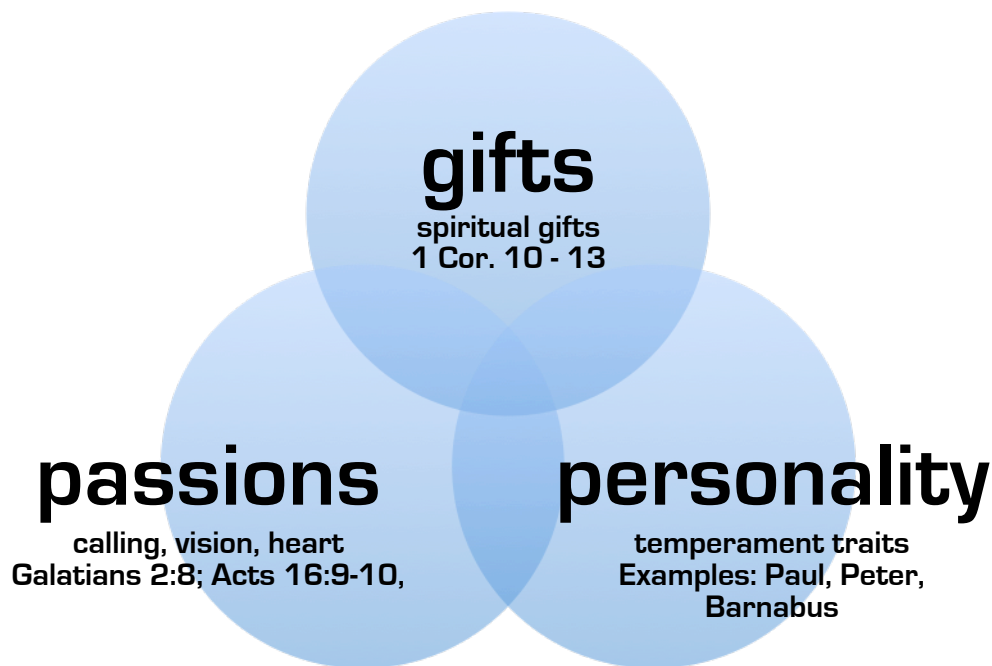 gifts
spiritual gifts
1 Cor. 10 - 13
passions
calling, vision, heart
Galatians 2:8; Acts 16:9-10,
personality
temperament traits
Examples: Paul, Peter,
Barnabus